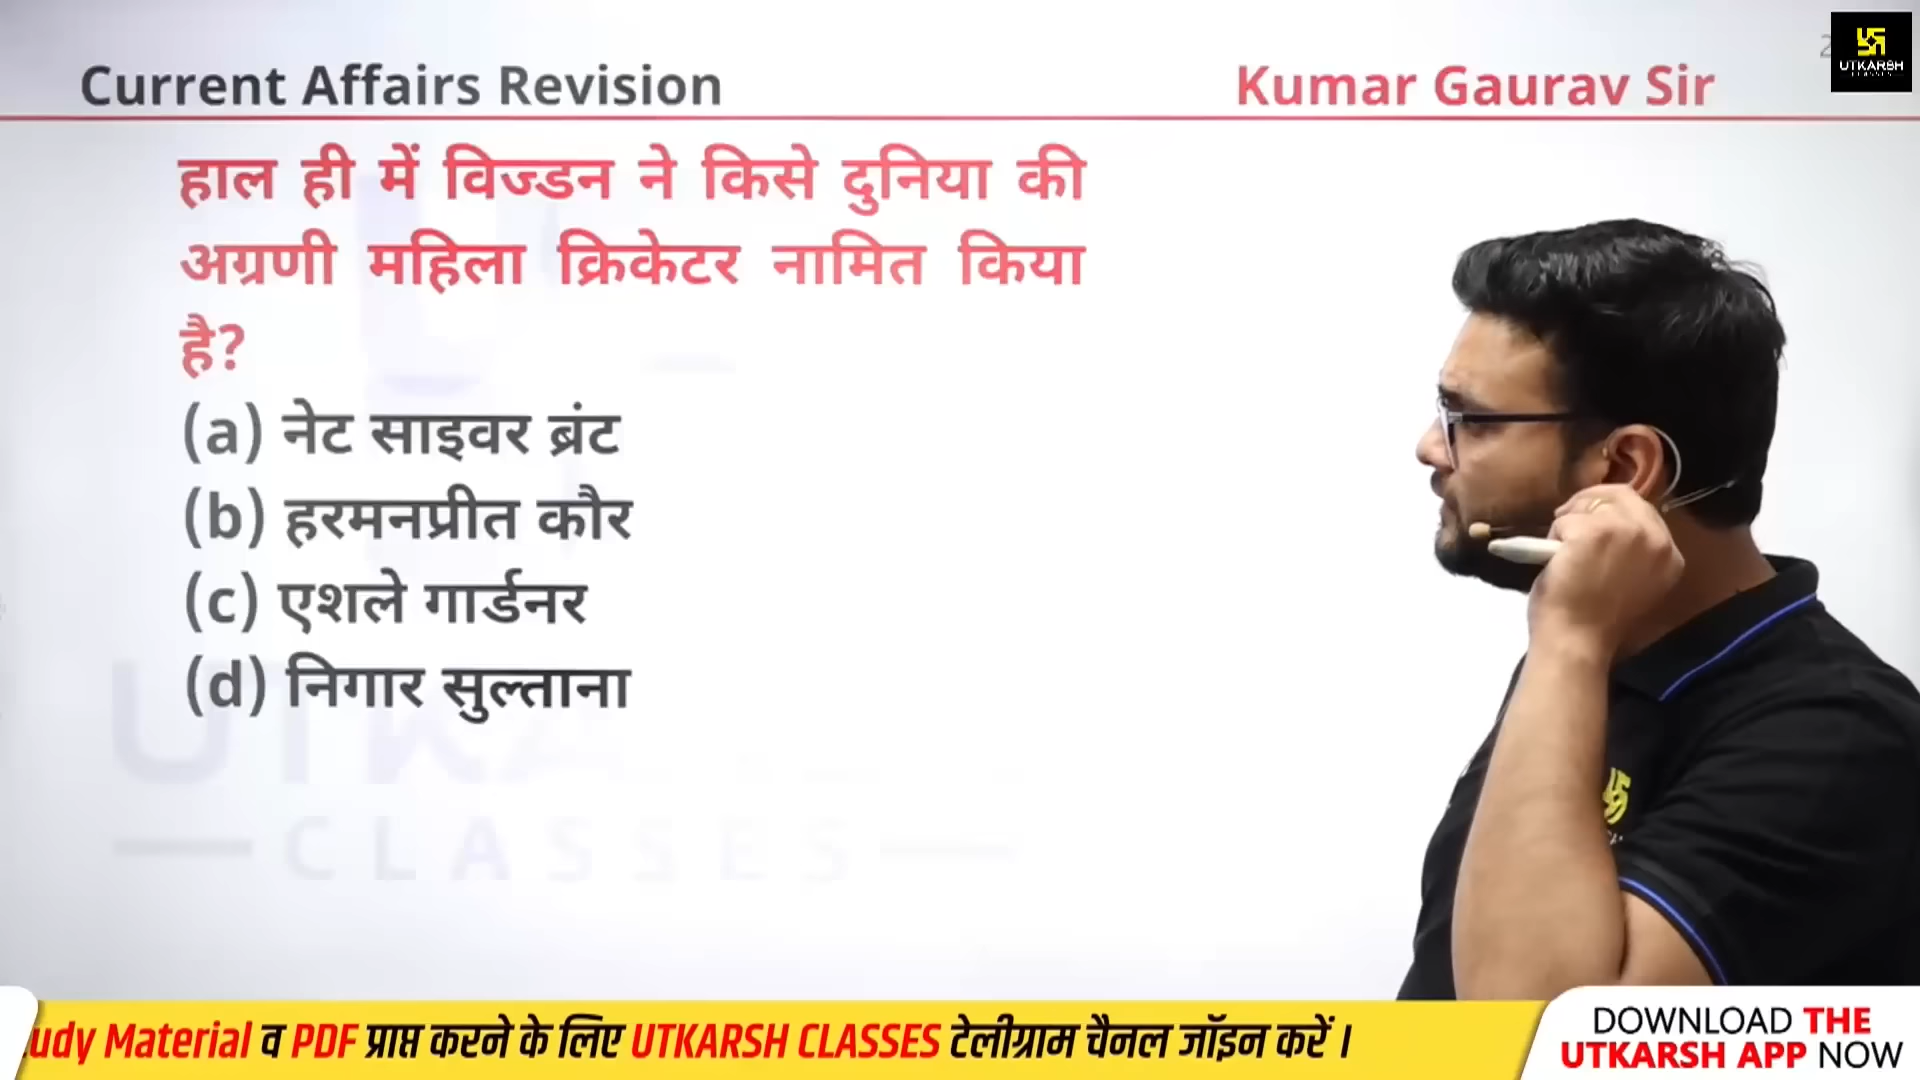 Current Affairs Revision
Kumar Gaurav Sir
UTKARSH
CLASSES
हाल ही में विज्डन ने किसे दुनिया की
अग्रणी महिला क्रिकेटर नामित किया
है?
(a) नेट साइवर ब्रंट
(b) हरमनप्रीत कौर
(c) एशले गार्डनर
(d) निगार सुल्ताना
CLASSES
udy Material व PDF प्राप्त करने के लिए UTKARSH CLASSES टेलीग्राम चैनल जॉइन करें ।
DOWNLOAD THE
UTKARSH APP NOW